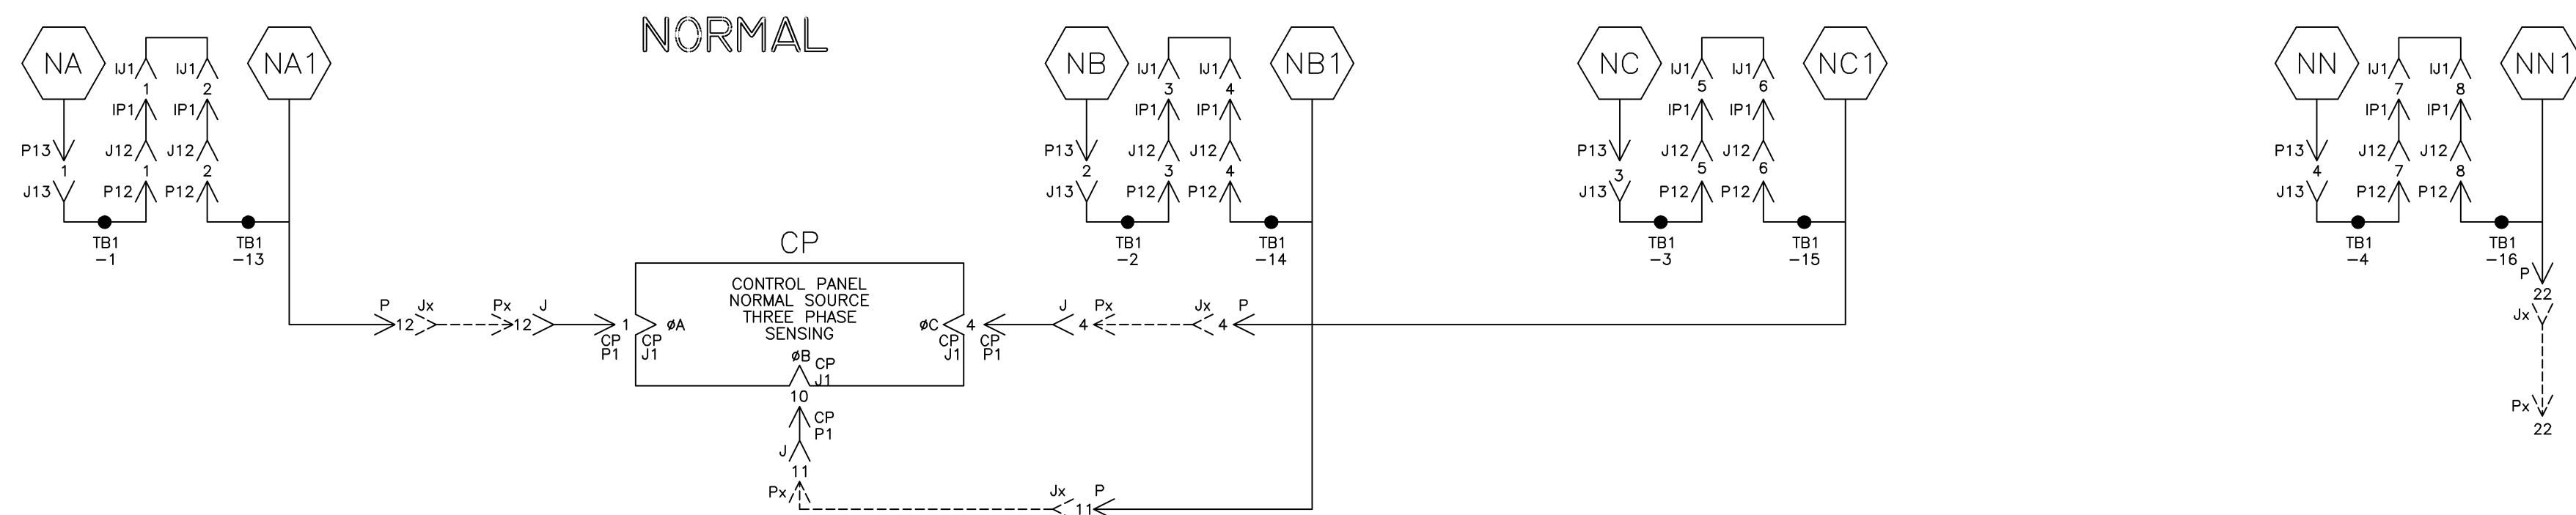 NORMAL
NA
IJ1
IJ1
NA1
1
2
IP1
IP1
P13
J12
J12
1
1
2
J13
P12
P12
TB1
-1
TB1
-13
NB
IJ1
IJ1
NB1
3
4
IP1
IP1
P13
J12
J12
2
3
4
J13
P12
P12
TB1
-2
TB1
-14
NC
IJ1
IJ1
NC1
5
6
IP1
IP1
P13
J12
J12
3
5
6
J13
P12
P12
TB1
-3
TB1
-15
NN
IJ1
IJ1
NN1
7
8
IP1
IP1
P13
J12
J12
4
7
8
J13
P12
P12
TB1
-4
TB1
-16
P
22
Jx
Px
22
CP
CONTROL PANEL
NORMAL SOURCE
THREE PHASE
SENSING
P
Jx
Px
J
12
12
1
øA
CP
P1
CP
J1
øC
4
CP
J1
CP
P1
J
Px
Jx
P
4
4
øB
CP
J1
10
CP
P1
J
11
Px
Jx
P
11